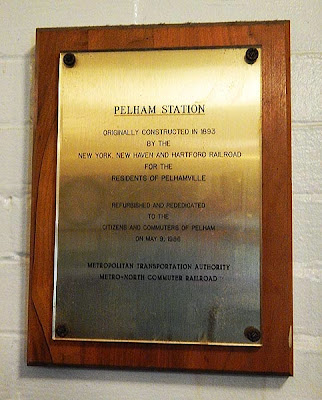 PELHAM STATION
ORIGINALLY CONSTRUCTED IN 1893
BY THE
NEW YORK, NEW HAVEN AND HARTFORD RAILROAD
FOR THE
RESIDENTS OF PELHAMVILLE
REFURBISHED AND REDEDICATED
TO THE
CITIZENS AND COMMUTERS OF PELHAM
ON MAY 9, 1986
METROPOLITAN TRANSPORTATION AUTHORITY
METRO-NORTH COMMUTER RAILROAD